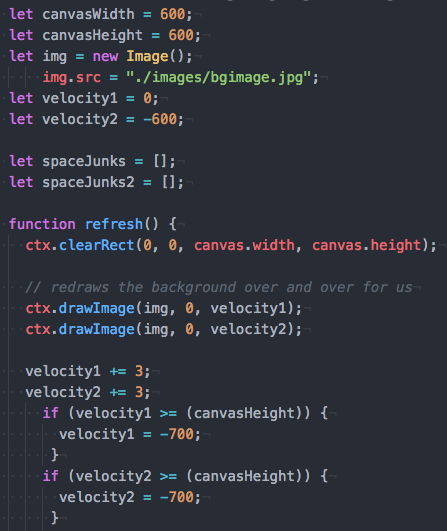 let canvasWidth = 600;
let canvasHeight = 600;
let img = new Image();
img.src = "./images/bgimage.jpg";
let velocity1 = 0;
let velocity2 = -600;
let spaceJunks = [];
let spaceJunks2 = [];
function refresh() {
ctx.clearRect(0, 0, canvas.width, canvas.height);
// redraws the background over and over for us
ctx.drawImage(img, 0, velocity1);
ctx.drawImage(img, 0, velocity2);
velocity1 += 3;
velocity2 += 3;
if (velocity1 >= (canvasHeight)) {
velocity1 = -700;
}
if (velocity2 >= (canvasHeight)) {
velocity2 = -700;
}